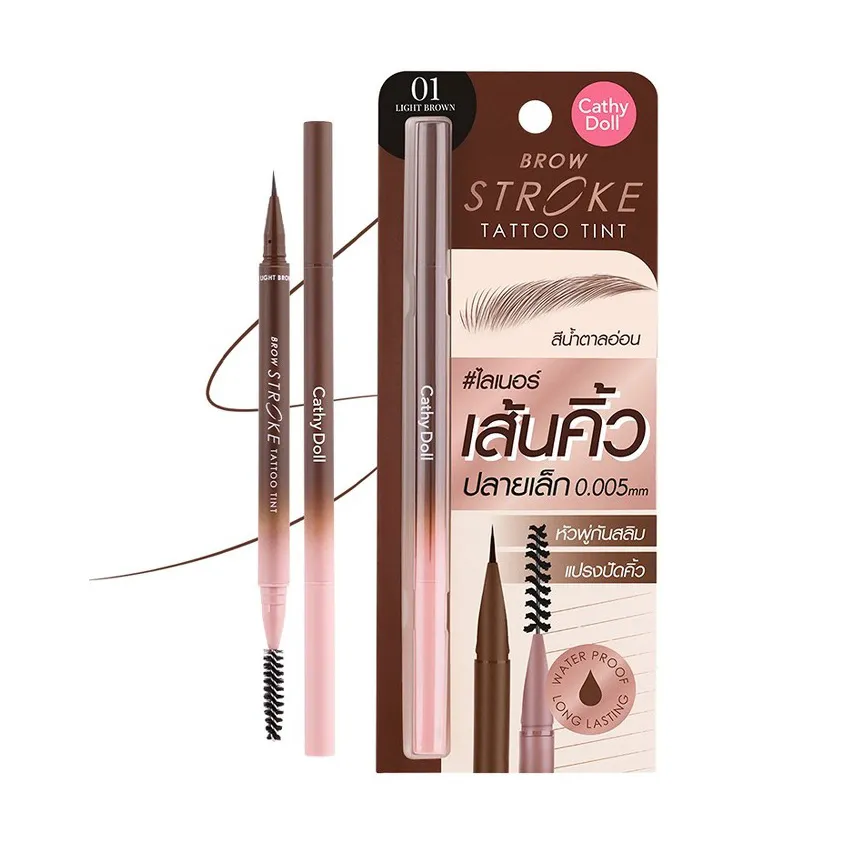 01
LIGHT BROWN
Cathy
Doll
BROW
STROKE
TATTOO TINT
สีน้ำตาลอ่อน
#ไลเนอร์
เส้นคิ้ว
ปลายเล็ก 0.005mm
หัวพู่กันสลิม
แปรงปัดคิ้ว
WATER PROOF
LONG LASTING
Cathy Doll
Cathy Doll
LIGHT BROW
BROW STROKE TATTOO TINT